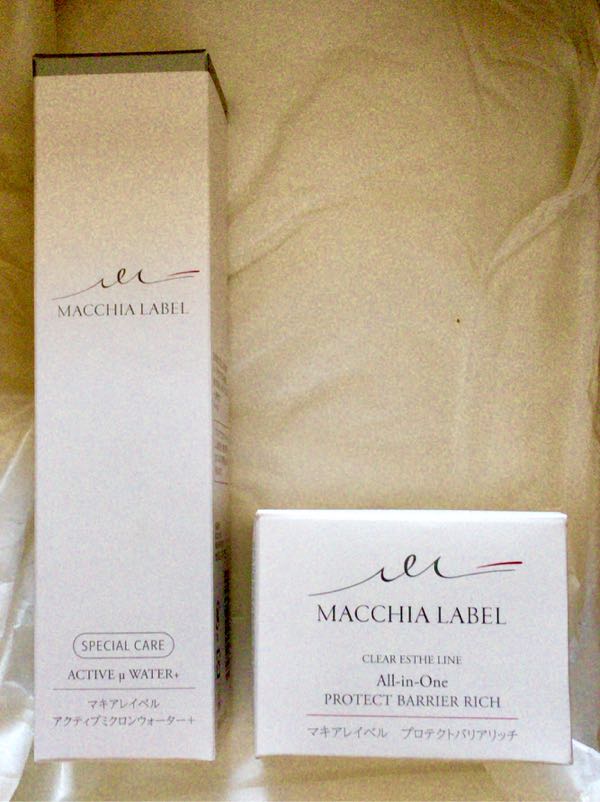 MACCHIA LABEL
SPECIAL CARE
ACTIVE μ WATER+
マキアレイベル
アクティブミクロンウォーター+
MACCHIA LABEL
CLEAR ESTHE LINE
All-in-One
PROTECT BARRIER RICH
マキアレイベル プロテクトバリアリッチ